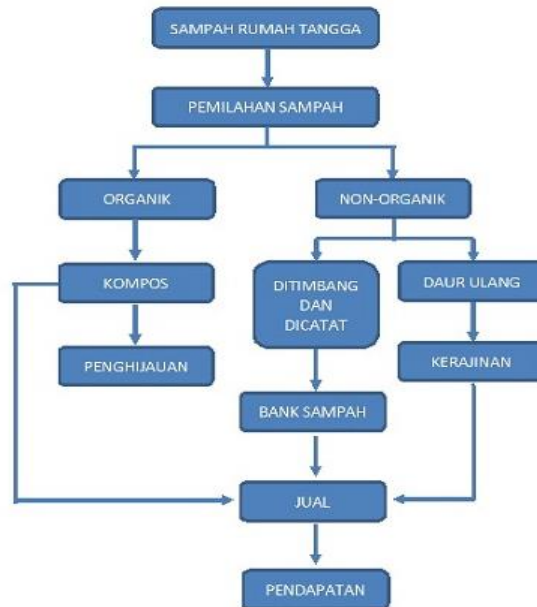 SAMPAH RUMAH TANGGA
PEMILAHAN SAMPAH
ORGANIK
NON-ORGANIK
KOMPOS
DITIMBANG
DAN
DICATAT
DAUR ULANG
PENGHIJAUAN
KERAJINAN
BANK SAMPAH
JUAL
PENDAPATAN